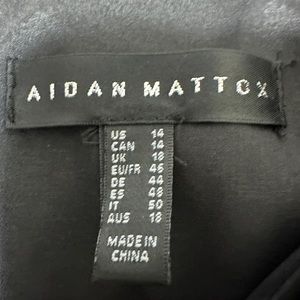 AIDAN MATTOX
US 14
CAN 14
UK 18
EU/FR 46
DE 44
ES 48
IT 50
AUS 18
MADE IN
CHINA